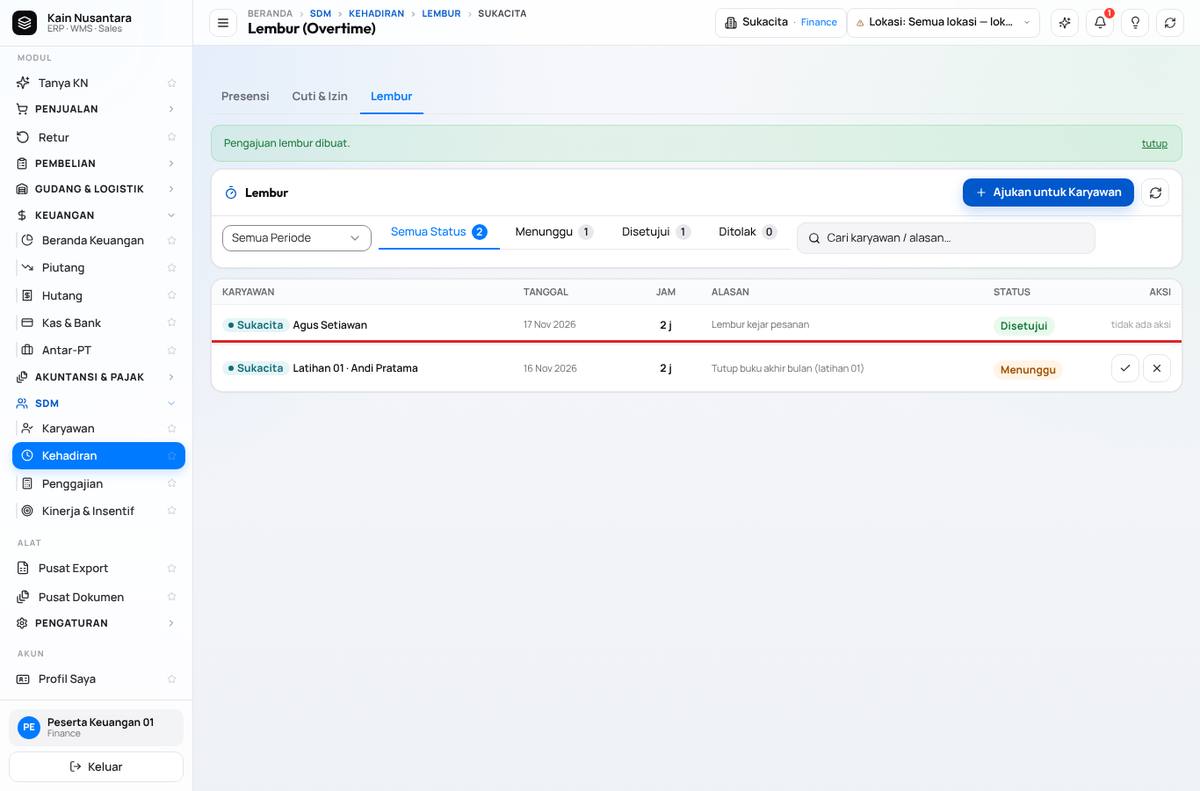 Kain Nusantara
ERP · WMS · Sales
MODUL
Tanya KN
PENJUALAN
Retur
PEMBELIAN
GUDANG & LOGISTIK
KEUANGAN
Beranda Keuangan
Piutang
Hutang
Kas & Bank
Antar-PT
AKUNTANSI & PAJAK
SDM
Karyawan
Kehadiran
Penggajian
Kinerja & Insentif
ALAT
Pusat Export
Pusat Dokumen
PENGATURAN
AKUN
Profil Saya
PE
Peserta Keuangan 01
Finance
Keluar
BERANDA > SDM > KEHADIRAN > LEMBUR > SUKACITA
Lembur (Overtime)
Sukacita · Finance
Lokasi: Semua lokasi — lok...
1
Presensi Cuti & Izin Lembur
Pengajuan lembur dibuat. tutup
Lembur
+ Ajukan untuk Karyawan
Semua Periode Semua Status 2 Menunggu 1 Disetujui 1 Ditolak 0 Cari karyawan / alasan...
KARYAWAN TANGGAL JAM ALASAN STATUS AKSI
Sukacita Agus Setiawan 17 Nov 2026 2 j Lembur kejar pesanan Disetujui tidak ada aksi
Sukacita Latihan 01 · Andi Pratama 16 Nov 2026 2 j Tutup buku akhir bulan (latihan 01) Menunggu